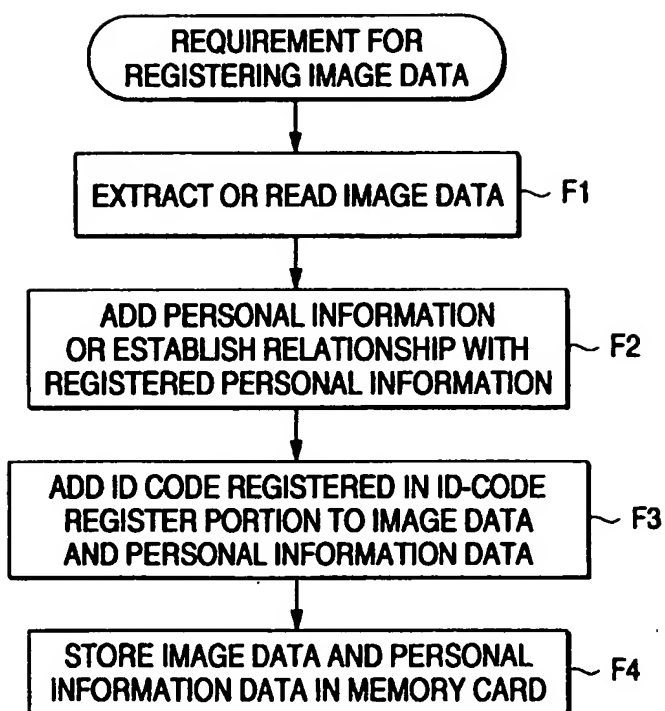 REQUIREMENT FOR
REGISTERING IMAGE DATA
EXTRACT OR READ IMAGE DATA
F1
ADD PERSONAL INFORMATION
OR ESTABLISH RELATIONSHIP WITH
REGISTERED PERSONAL INFORMATION
F2
ADD ID CODE REGISTERED IN ID-CODE
REGISTER PORTION TO IMAGE DATA
AND PERSONAL INFORMATION DATA
F3
STORE IMAGE DATA AND PERSONAL
INFORMATION DATA IN MEMORY CARD
F4